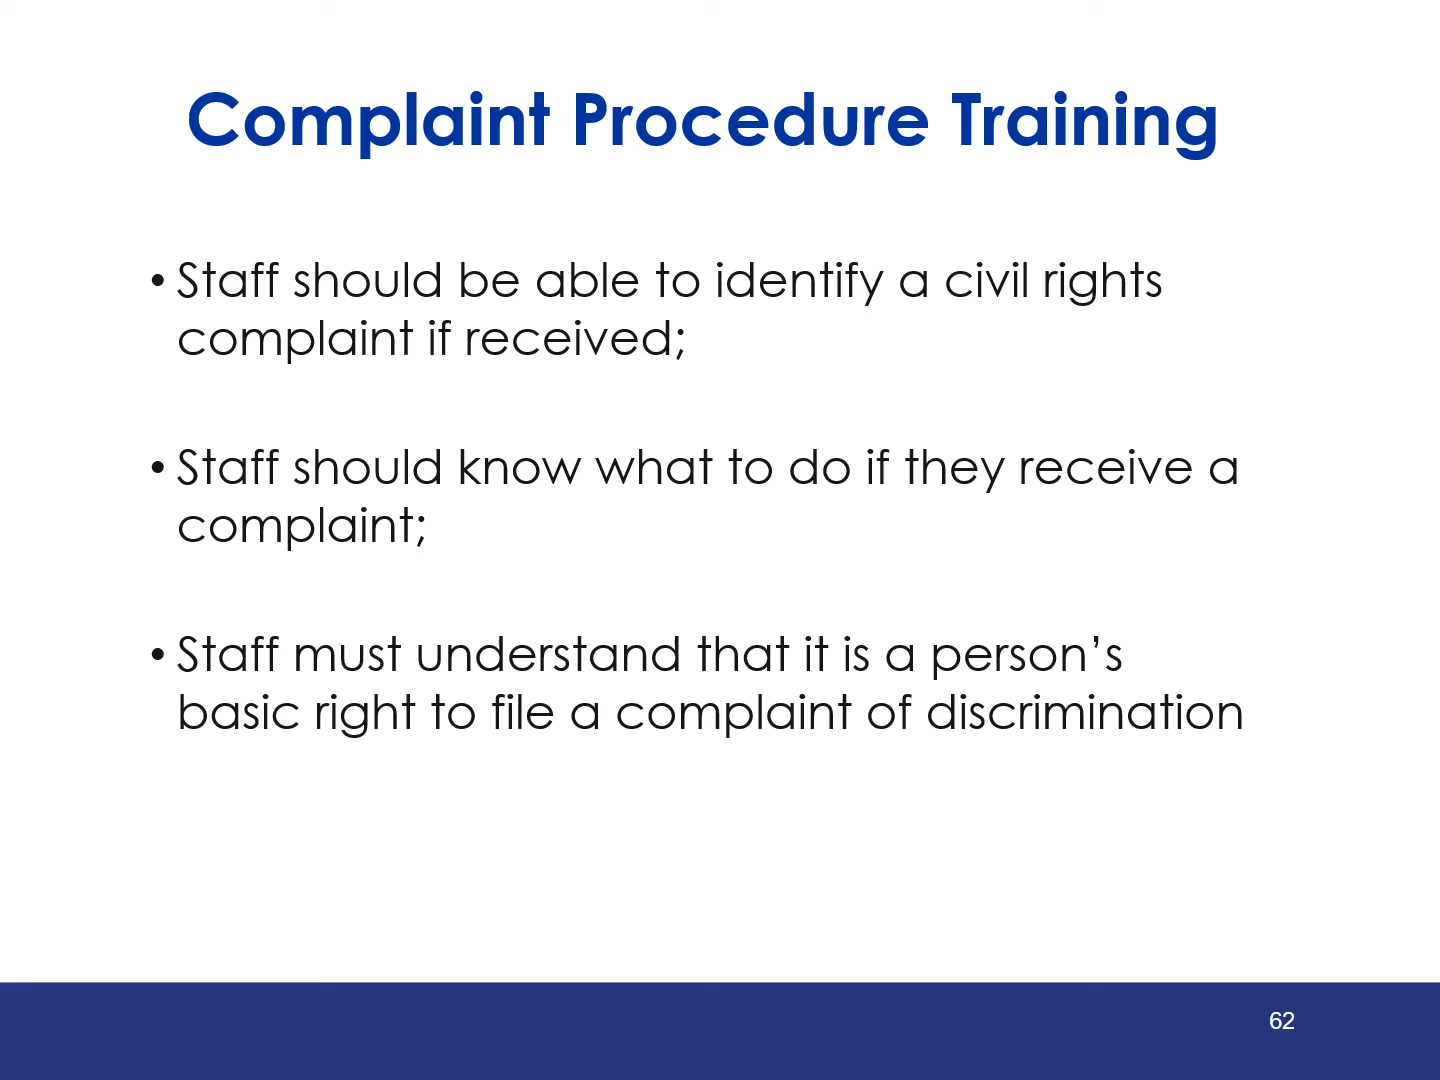 Complaint Procedure Training
• Staff should be able to identify a civil rights
complaint if received;
• Staff should know what to do if they receive a
complaint;
• Staff must understand that it is a person’s
basic right to file a complaint of discrimination
62